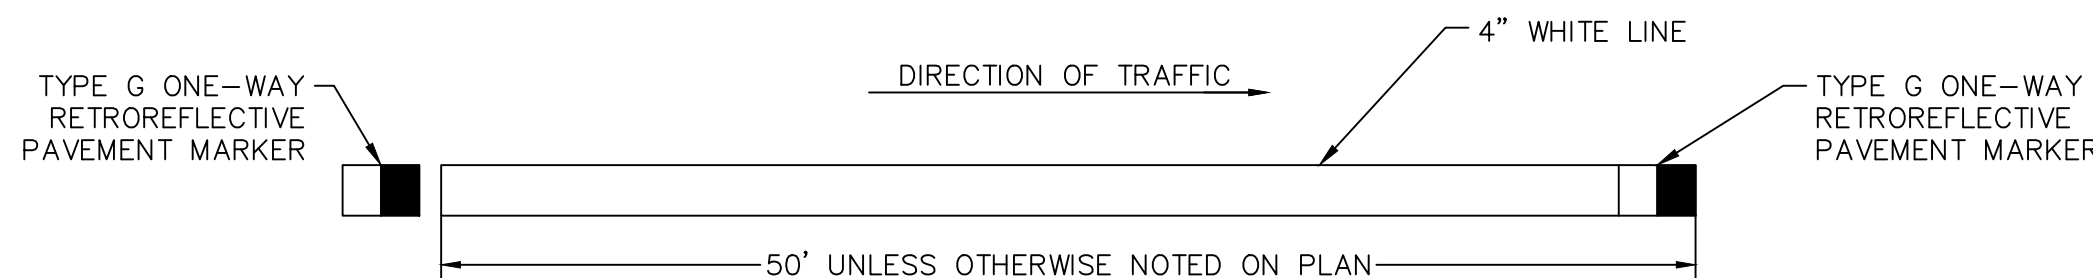 4" WHITE LINE
DIRECTION OF TRAFFIC
TYPE G ONE-WAY
RETROREFLECTIVE
PAVEMENT MARKER
TYPE G ONE-WAY
RETROREFLECTIVE
PAVEMENT MARKER
50' UNLESS OTHERWISE NOTED ON PLAN